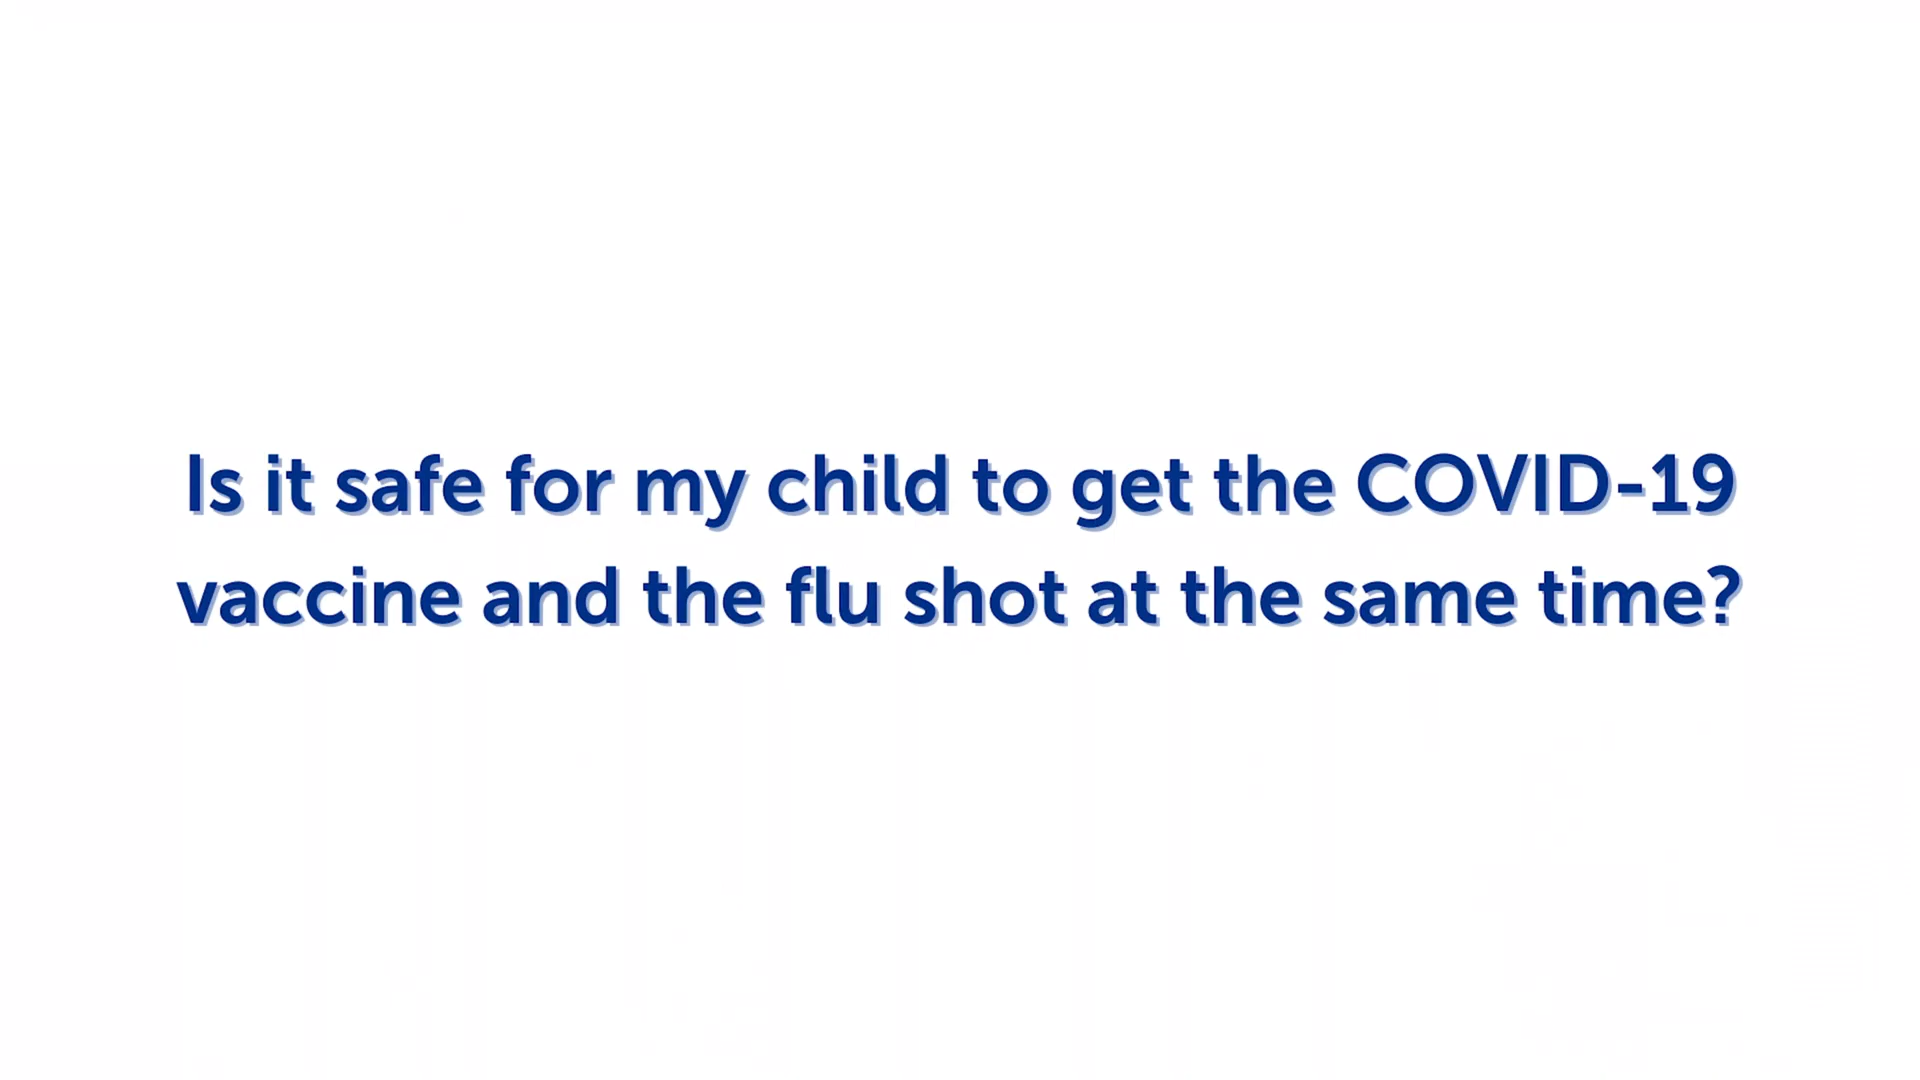 Is it safe for my child to get the COVID-19
vaccine and the flu shot at the same time?